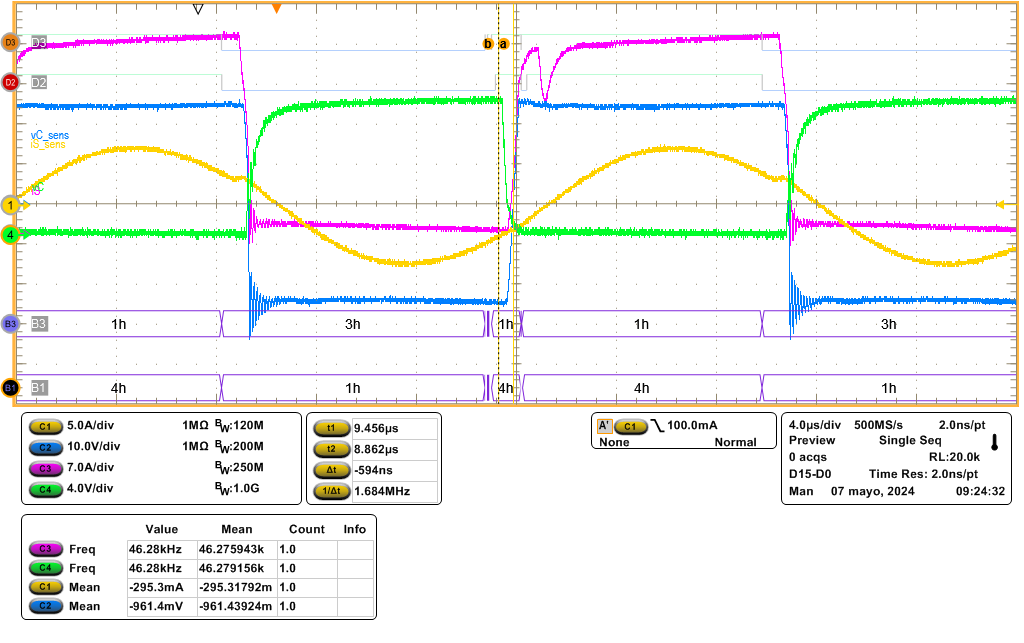 b a
D3 D3
D2 D2
vC_sens
iS_sens
1
4
B3 B3 1h 3h 1h 1h 3h
B1 B1 4h 1h 4h 4h 1h
C1 5.0A/div 1MΩ BW:120M
C2 10.0V/div 1MΩ BW:200M
C3 7.0A/div BW:250M
C4 4.0V/div BW:1.0G
t1 9.456µs
t2 8.862µs
Δt -594ns
1/Δt 1.684MHz
A' C1 100.0mA
None Normal
4.0µs/div 500MS/s 2.0ns/pt
Preview Single Seq
0 acqs RL:20.0k
D15-D0 Time Res: 2.0ns/pt
Man 07 mayo, 2024 09:24:32
Value Mean Count Info
C3 Freq 46.28kHz 46.275943k 1.0
C4 Freq 46.28kHz 46.279156k 1.0
C1 Mean -295.3mA -295.31792m 1.0
C2 Mean -961.4mV -961.43924m 1.0